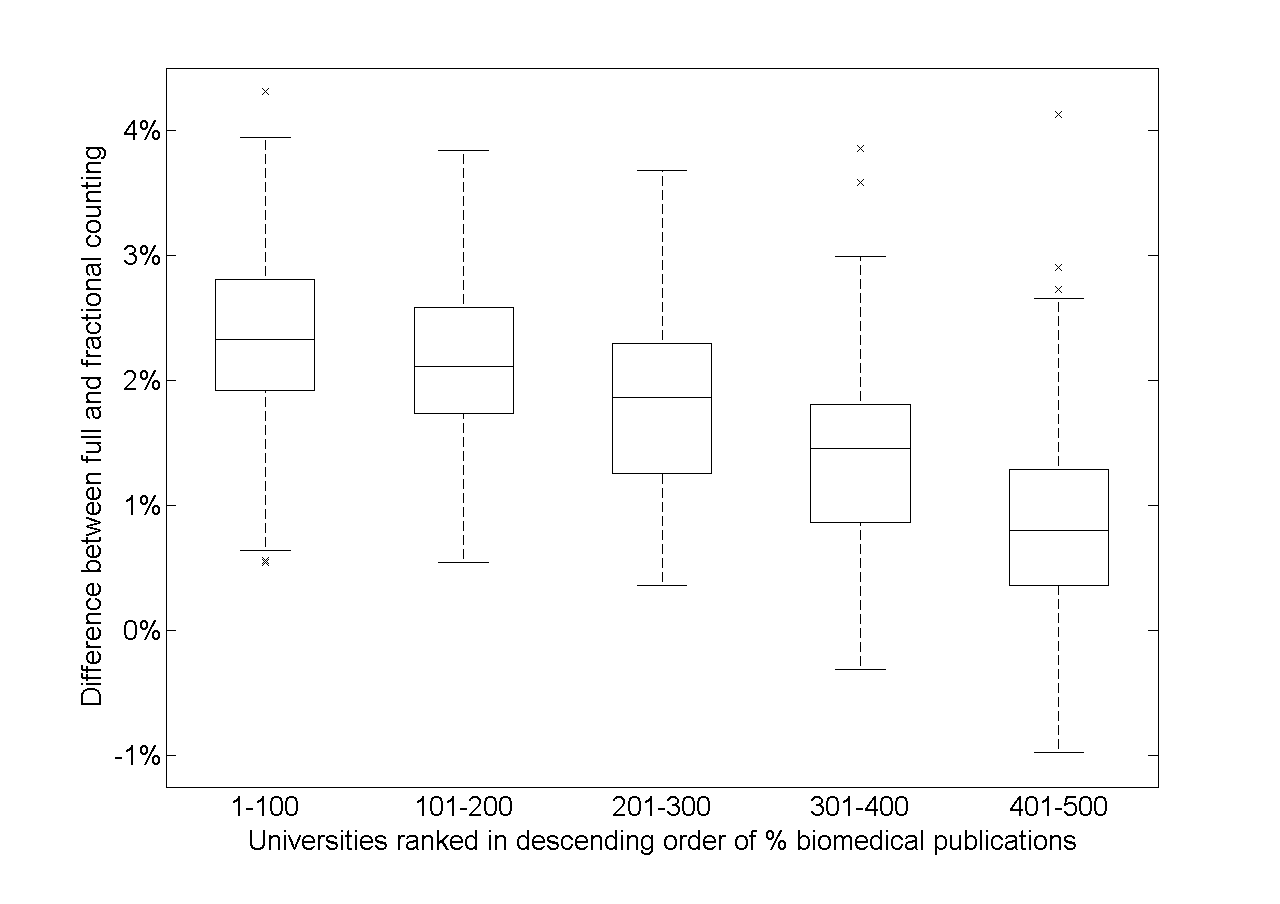 Difference between full and fractional counting
4%
3%
2%
1%
0%
-1%
1-100 101-200 201-300 301-400 401-500
Universities ranked in descending order of % biomedical publications